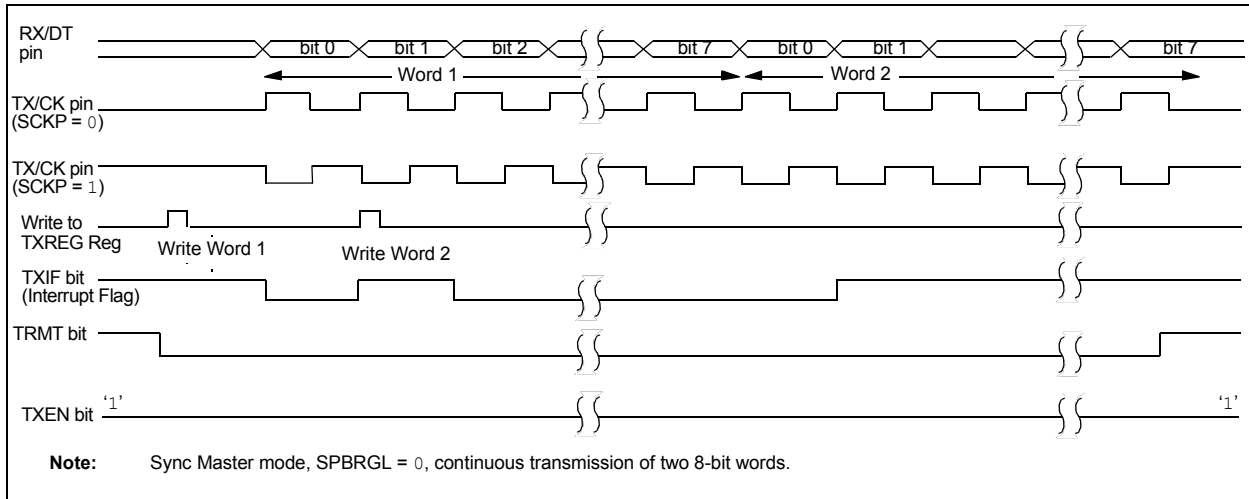 RX/DT
pin
bit 0 bit 1 bit 2 bit 7 bit 0 bit 1 bit 7
Word 1 Word 2
TX/CK pin
(SCKP = 0)
TX/CK pin
(SCKP = 1)
Write to
TXREG Reg
Write Word 1 Write Word 2
TXIF bit
(Interrupt Flag)
TRMT bit
TXEN bit ‘1’ ‘1’
Note: Sync Master mode, SPBRGL = 0, continuous transmission of two 8-bit words.